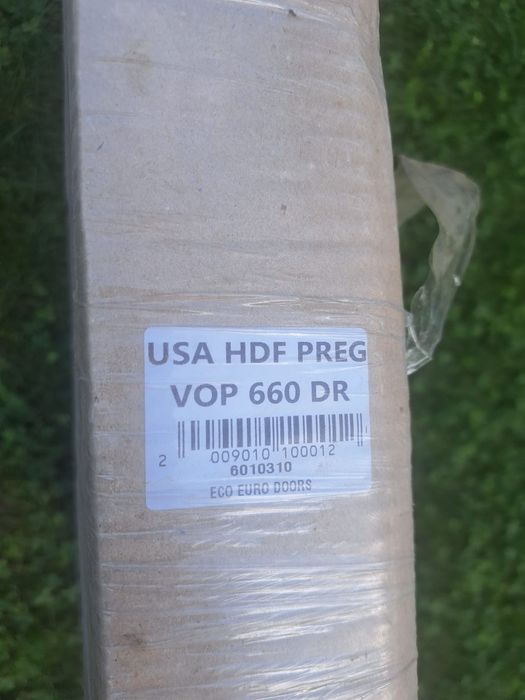 USA HDF PREG
VOP 660 DR
2 009010 100012
6010310
ECO EURO DOORS